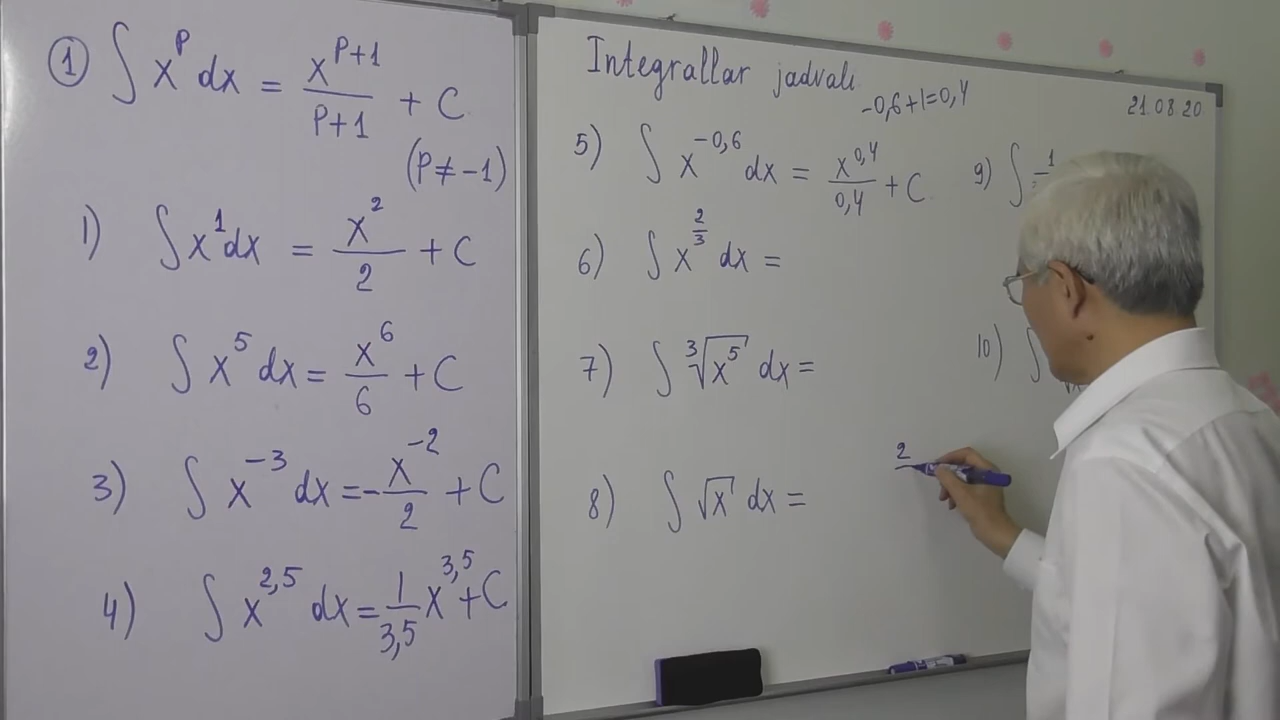 ① ∫ x^p dx = x^(p+1)/(p+1) + C
(p ≠ -1)
1) ∫ x^1 dx = x^2/2 + C
2) ∫ x^5 dx = x^6/6 + C
3) ∫ x^-3 dx = - x^-2/2 + C
4) ∫ x^2,5 dx = 1/3,5 x^3,5 + C
Integrallar jadvali
21.08.20
-0,6+1=0,4
5) ∫ x^-0,6 dx = x^0,4/0,4 + C
6) ∫ x^(2/3) dx =
7) ∫ ∛(x^5) dx =
8) ∫ √x dx =
2
9) ∫ 1
10) ∫